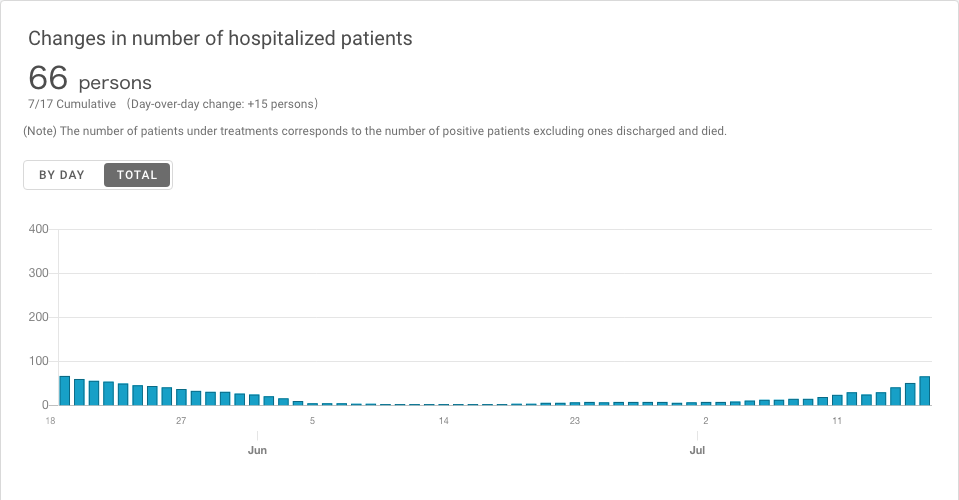 Changes in number of hospitalized patients
66 persons
7/17 Cumulative （Day-over-day change: +15 persons）
(Note) The number of patients under treatments corresponds to the number of positive patients excluding ones discharged and died.
BY DAY TOTAL
400
300
200
100
0
18 27 5 14 23 2 11
Jun Jul